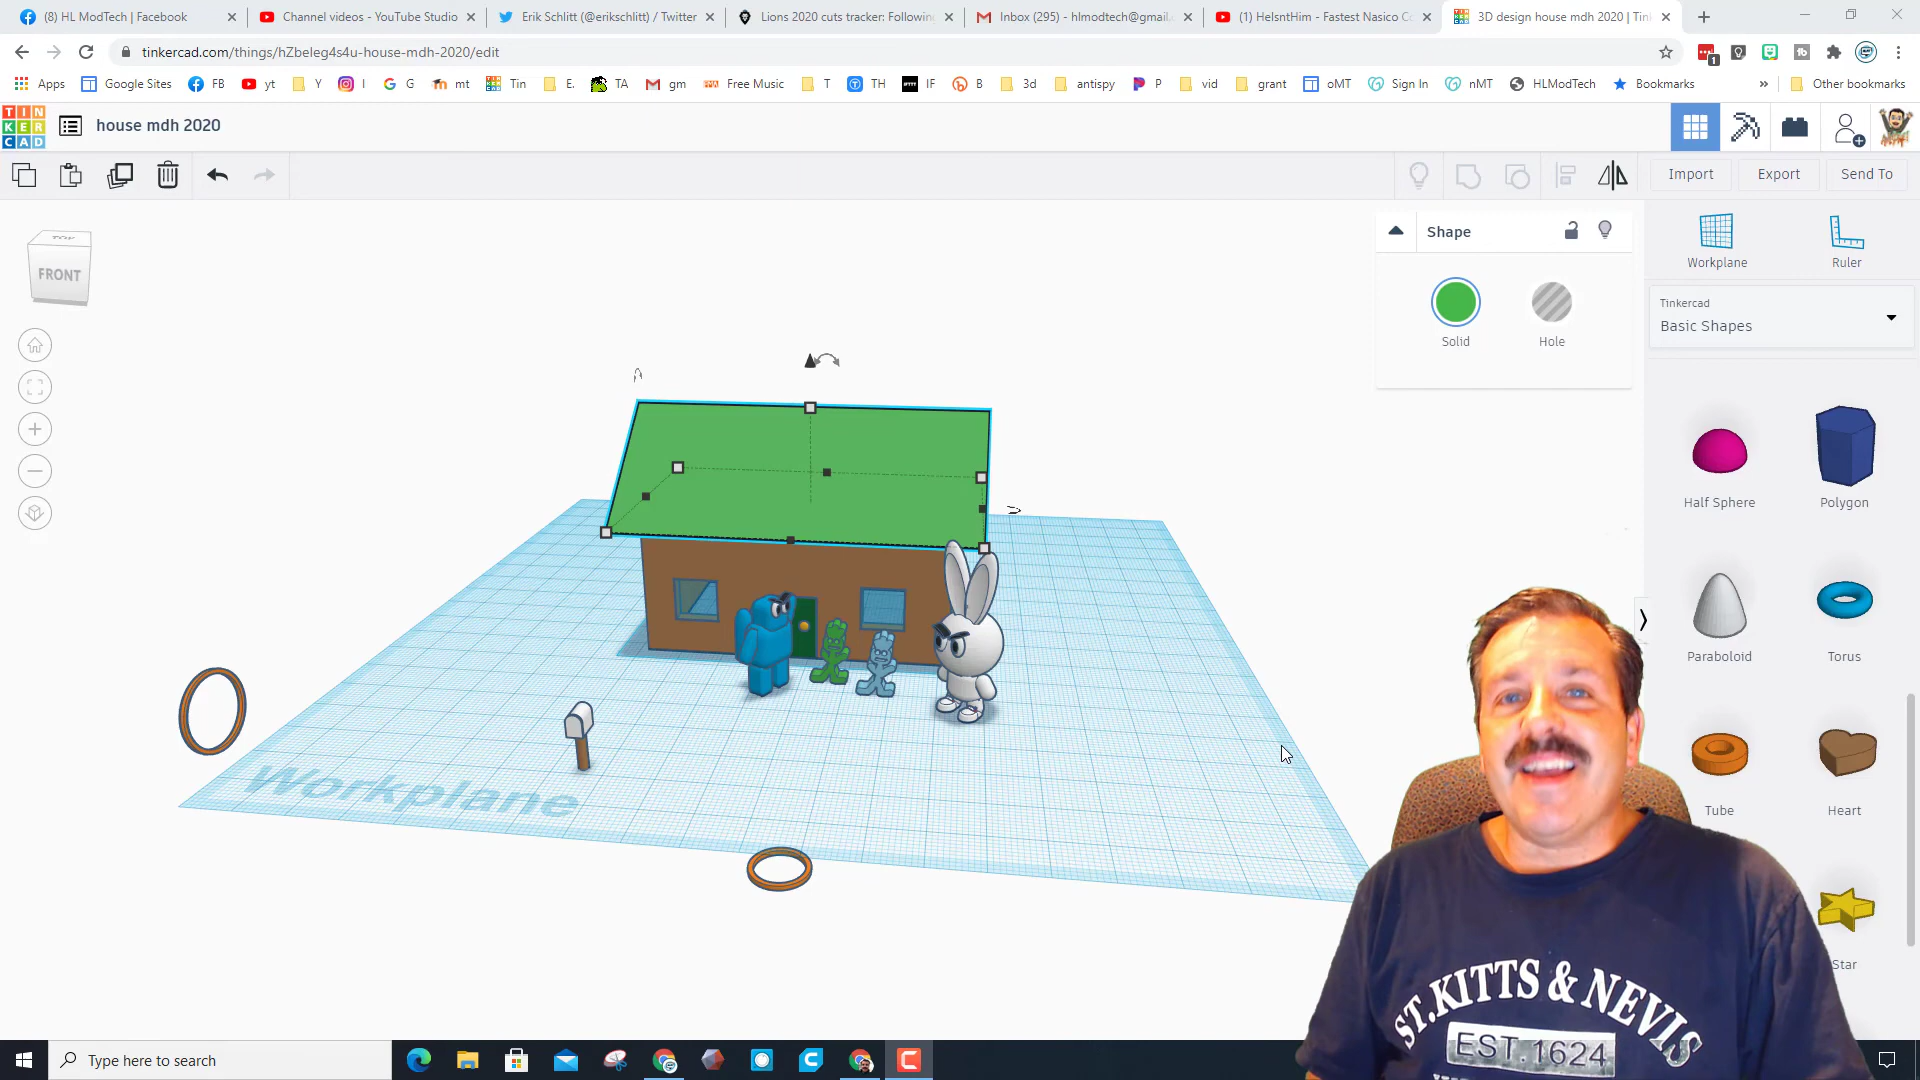 (8) HL ModTech | Facebook
Channel videos - YouTube Studio
Erik Schlitt (@erikschlitt) / Twitter
Lions 2020 cuts tracker: Following
Inbox (295) - hlmodtech@gmail.
(1) HeIsntHim - Fastest Nasico Co
3D design house mdh 2020 | Tin
tinkercad.com/things/hZbeleg4s4u-house-mdh-2020/edit
1
Apps
Google Sites
FB
yt
Y
I
G
mt
Tin
E.
TA
gm
Free Music
T
TH
IF
B
3d
antispy
P
vid
grant
oMT
Sign In
nMT
HLModTech
Bookmarks
»
Other bookmarks
TIN
KER
CAD
house mdh 2020
Import
Export
Send To
TOP
FRONT
Shape
Solid
Hole
Workplane
Ruler
Tinkercad
Basic Shapes
Half Sphere
Polygon
Paraboloid
Torus
Tube
Heart
Star
Workplane
ST.KITTS & NEVIS
EST.1624
Type here to search